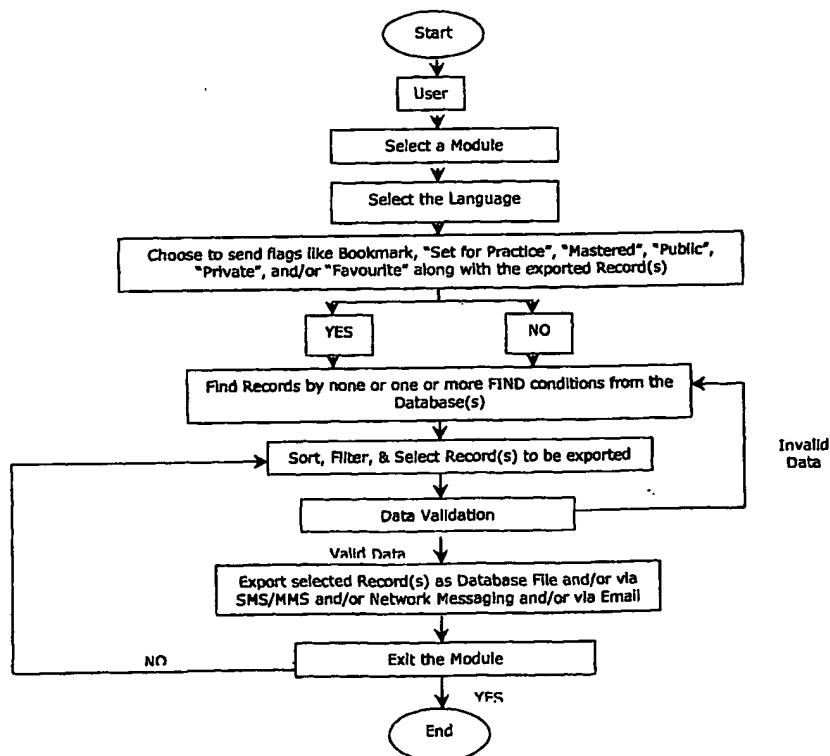 Start
User
Select a Module
Select the Language
Choose to send flags like Bookmark, "Set for Practice", "Mastered", "Public",
"Private", and/or "Favourite" along with the exported Record(s)
YES
NO
Find Records by none or one or more FIND conditions from the
Database(s)
Sort, Filter, & Select Record(s) to be exported
Invalid
Data
Data Validation
Valid Data
Export selected Record(s) as Database File and/or via
SMS/MMS and/or Network Messaging and/or via Email
NO
Exit the Module
YES
End